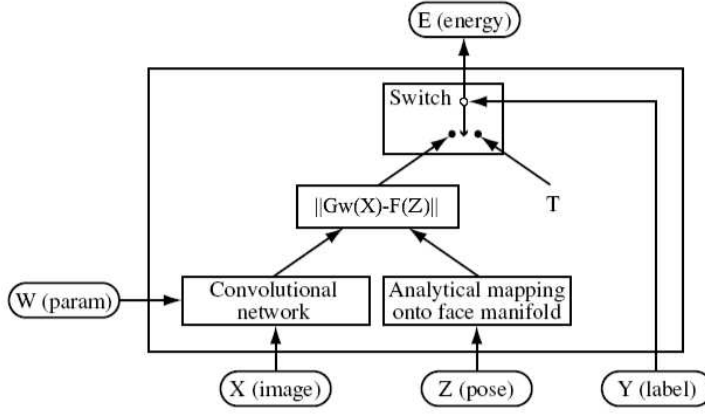 E (energy)
Switch
||Gw(X)-F(Z)||
T
W (param)
Convolutional
network
Analytical mapping
onto face manifold
X (image)
Z (pose)
Y (label)